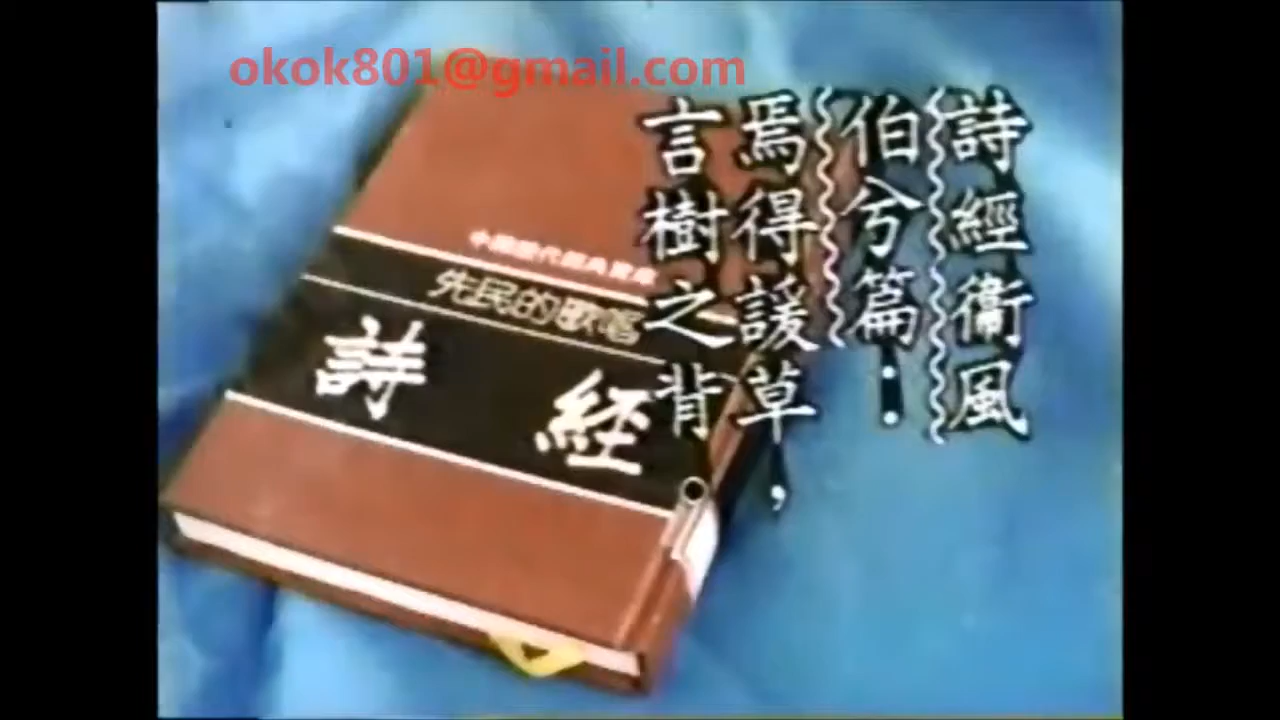 okok801@gmail.com
詩經衞風
伯兮篇：
焉得諼草，
言樹之背。
中國歷代經典寶庫
先民的歌唱
詩經